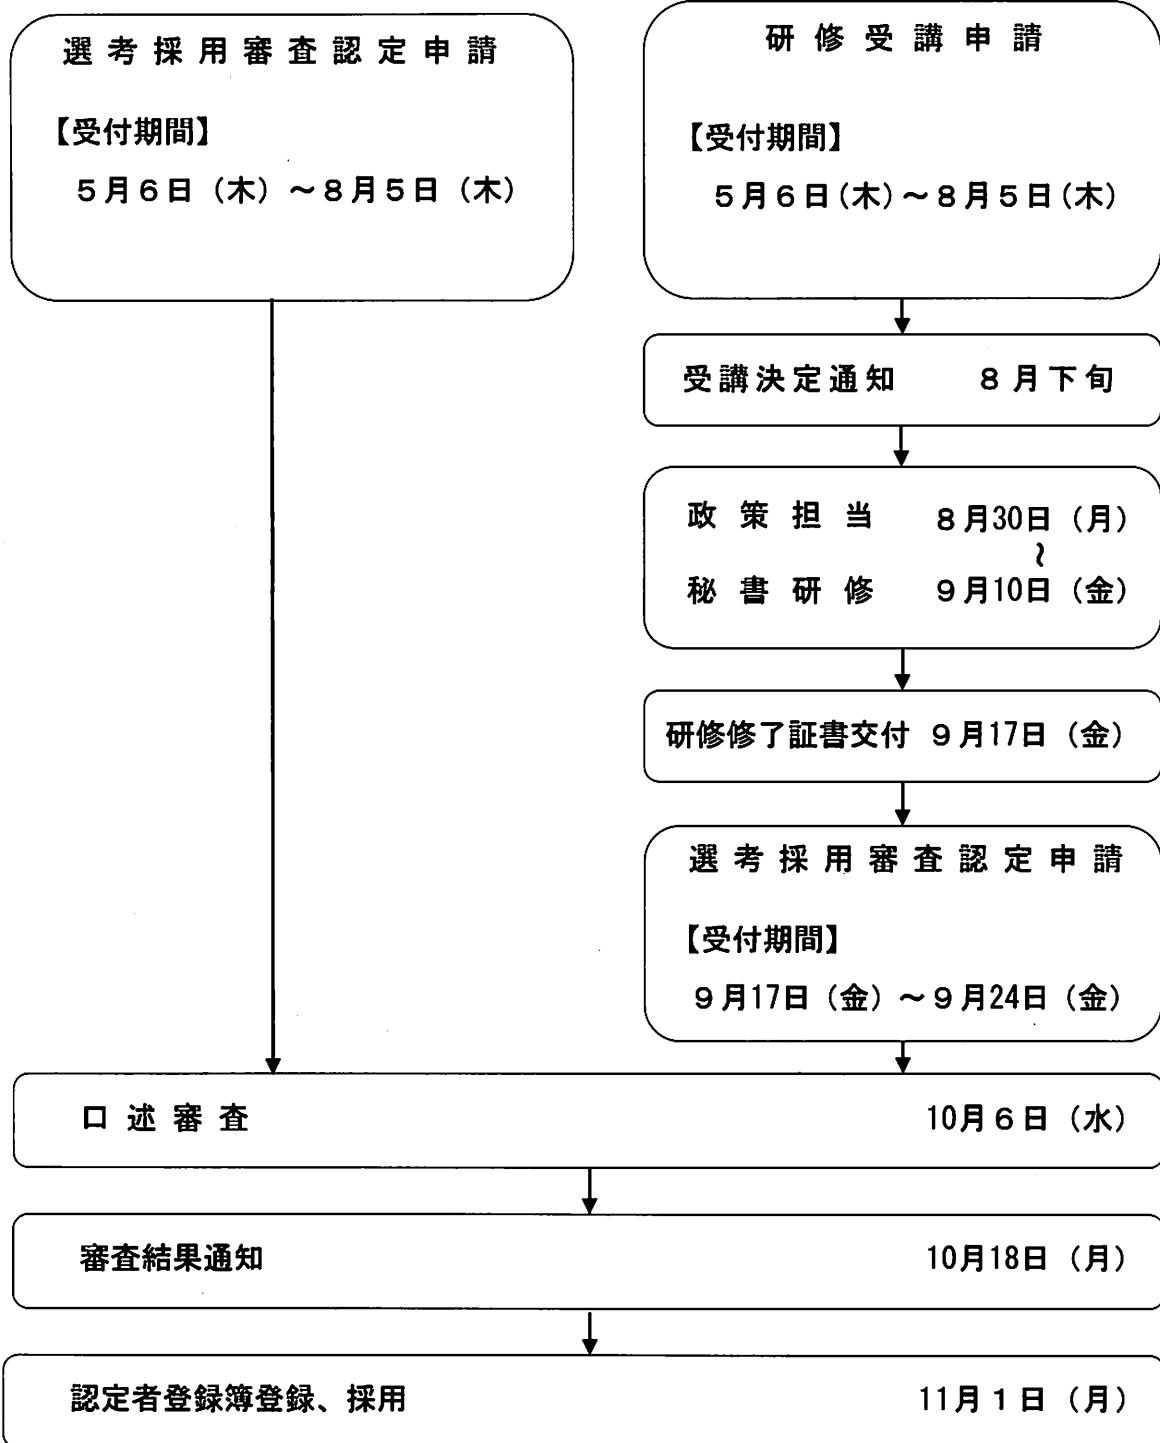 選考採用審査認定申請
【受付期間】
5月6日（木）～8月5日（木）
研修受講申請
【受付期間】
5月6日(木)～8月5日(木)
受講決定通知　8月下旬
政策担当　8月30日（月）
～
秘書研修　9月10日（金）
研修修了証書交付　9月17日（金）
選考採用審査認定申請
【受付期間】
9月17日（金）～9月24日（金）
口述審査　10月6日（水）
審査結果通知　10月18日（月）
認定者登録簿登録、採用　11月1日（月）